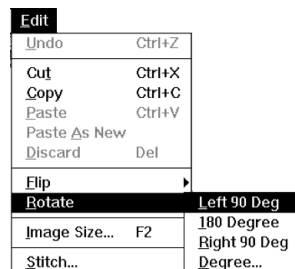 Edit
Undo Ctrl+Z
Cut Ctrl+X
Copy Ctrl+C
Paste Ctrl+V
Paste As New
Discard Del
Flip
Rotate Left 90 Deg
180 Degree
Image Size... F2 Right 90 Deg
Stitch... Degree...